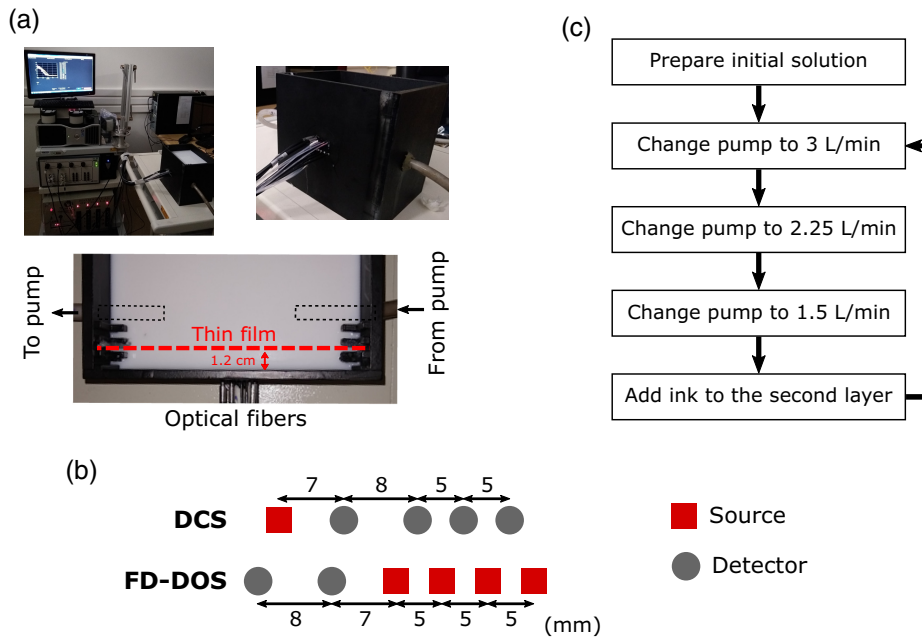 (a)
To pump
From pump
Thin film
1.2 cm
Optical fibers
(b)
7 8 5 5
DCS
FD-DOS
8 7 5 5 5 (mm)
Source
Detector
(c)
Prepare initial solution
Change pump to 3 L/min
Change pump to 2.25 L/min
Change pump to 1.5 L/min
Add ink to the second layer